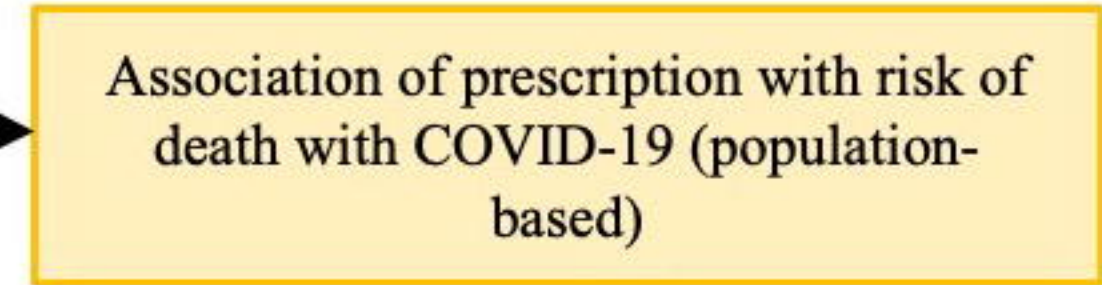 Association of prescription with risk of
death with COVID-19 (population-
based)